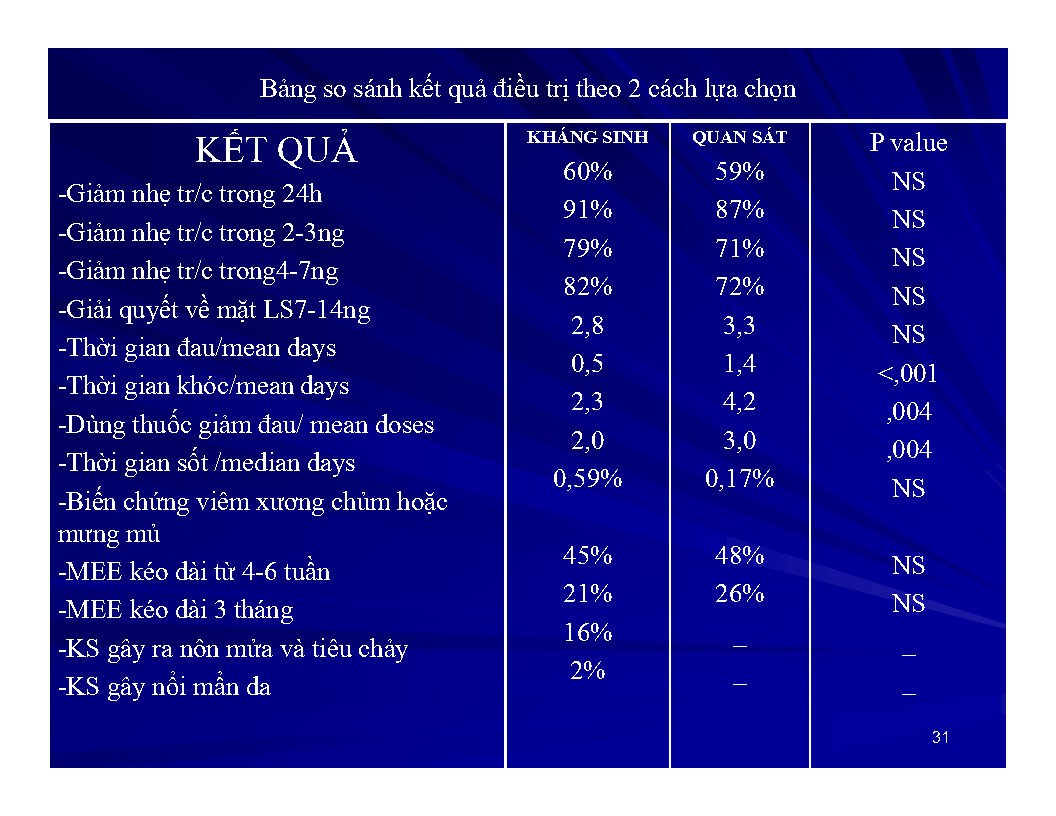 Bảng so sánh kết quả điều trị theo 2 cách lựa chọn
KẾT QUẢ KHÁNG SINH QUAN SÁT P value
-Giảm nhẹ tr/c trong 24h 60% 59% NS
-Giảm nhẹ tr/c trong 2-3ng 91% 87% NS
-Giảm nhẹ tr/c trong4-7ng 79% 71% NS
-Giải quyết về mặt LS7-14ng 82% 72% NS
-Thời gian đau/mean days 2,8 3,3 NS
-Thời gian khóc/mean days 0,5 1,4 <,001
-Dùng thuốc giảm đau/ mean doses 2,3 4,2 ,004
-Thời gian sốt /median days 2,0 3,0 ,004
-Biến chứng viêm xương chủm hoặc 0,59% 0,17% NS
mưng mủ
-MEE kéo dài từ 4-6 tuần 45% 48% NS
-MEE kéo dài 3 tháng 21% 26% NS
-KS gây ra nôn mửa và tiêu chảy 16% _ _
-KS gây nổi mẩn da 2% _ _
31